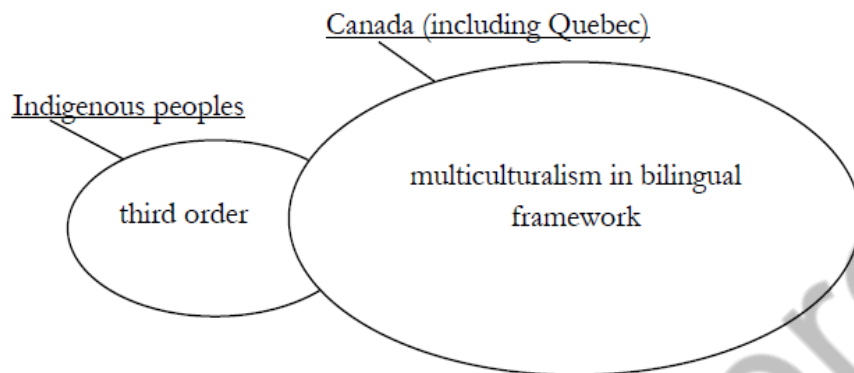 Canada (including Quebec)
Indigenous peoples
third order
multiculturalism in bilingual
framework